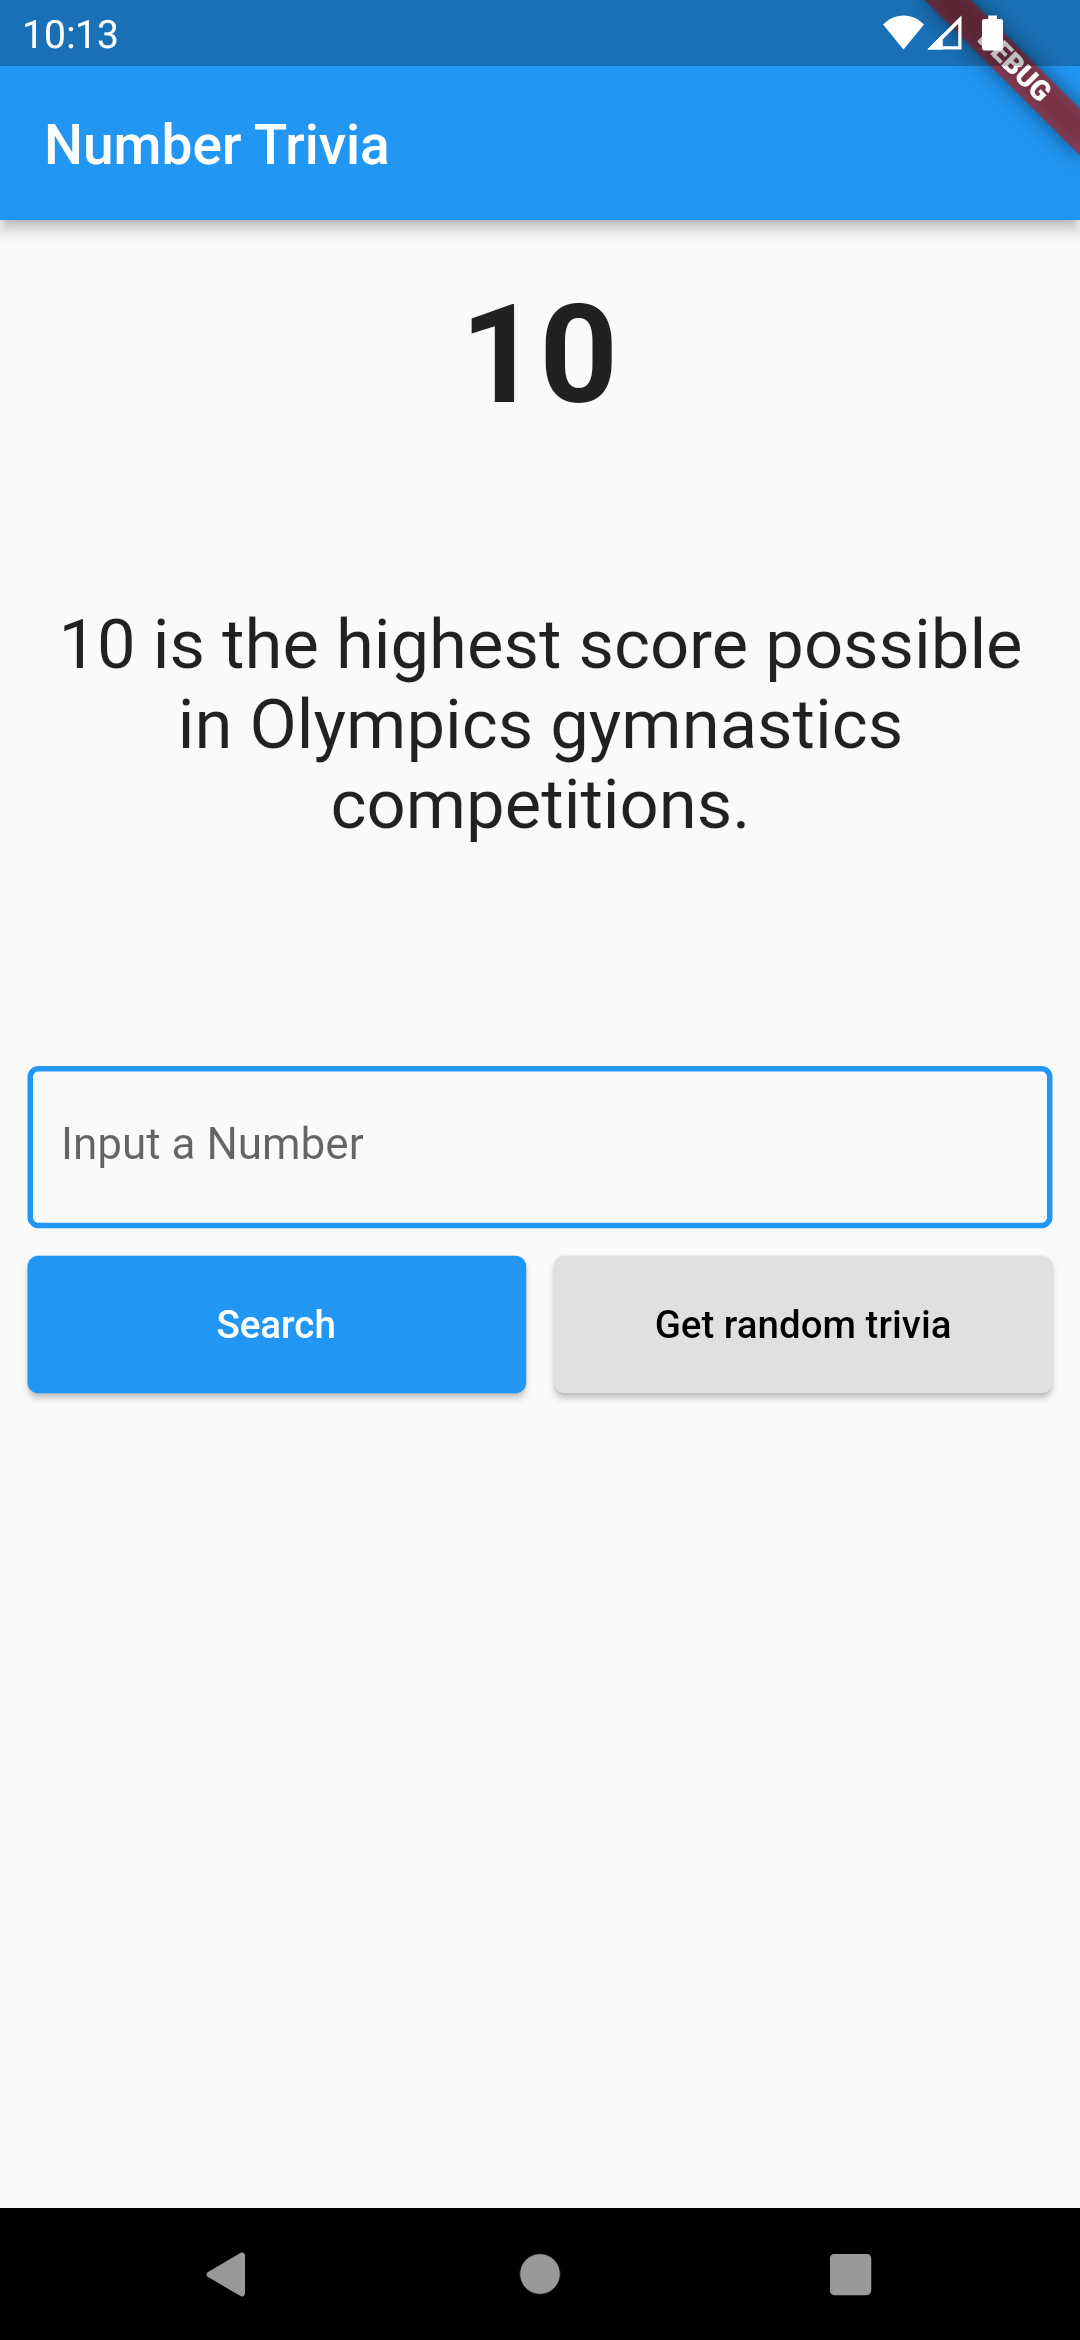 10:13
DEBUG
Number Trivia
10
10 is the highest score possible
in Olympics gymnastics
competitions.
Input a Number
Search
Get random trivia